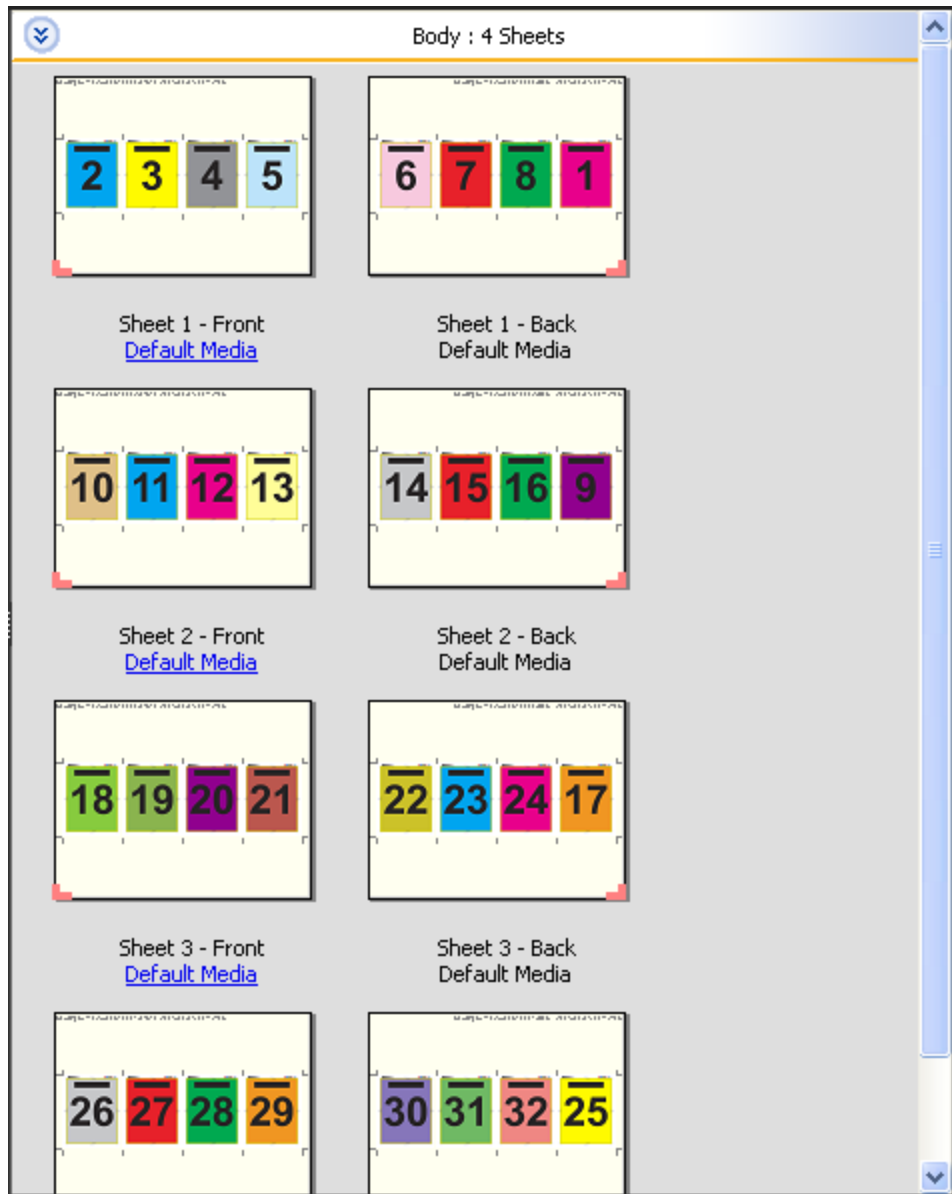 Body : 4 Sheets
2 3 4 5
6 7 8 1
Sheet 1 - Front
Default Media
Sheet 1 - Back
Default Media
10 11 12 13
14 15 16 9
Sheet 2 - Front
Default Media
Sheet 2 - Back
Default Media
18 19 20 21
22 23 24 17
Sheet 3 - Front
Default Media
Sheet 3 - Back
Default Media
26 27 28 29
30 31 32 25